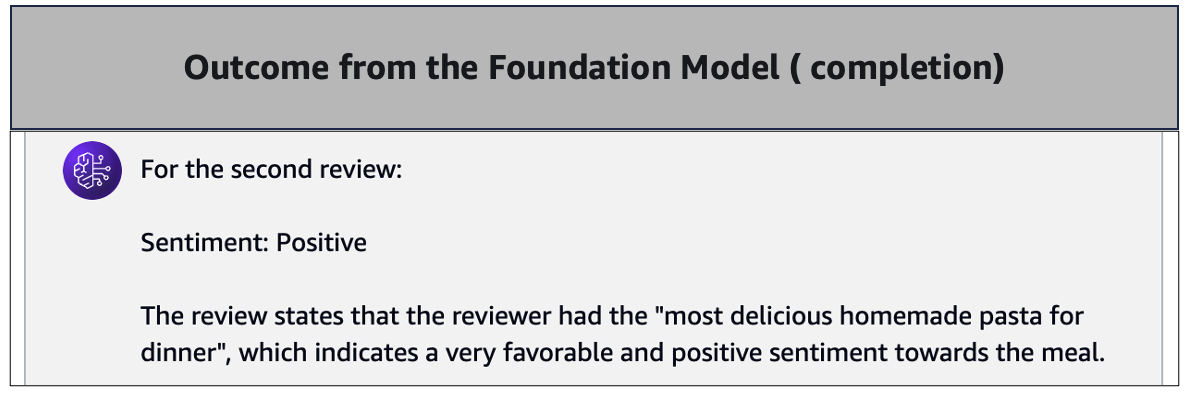 Outcome from the Foundation Model ( completion)
For the second review:
Sentiment: Positive
The review states that the reviewer had the "most delicious homemade pasta for
dinner", which indicates a very favorable and positive sentiment towards the meal.